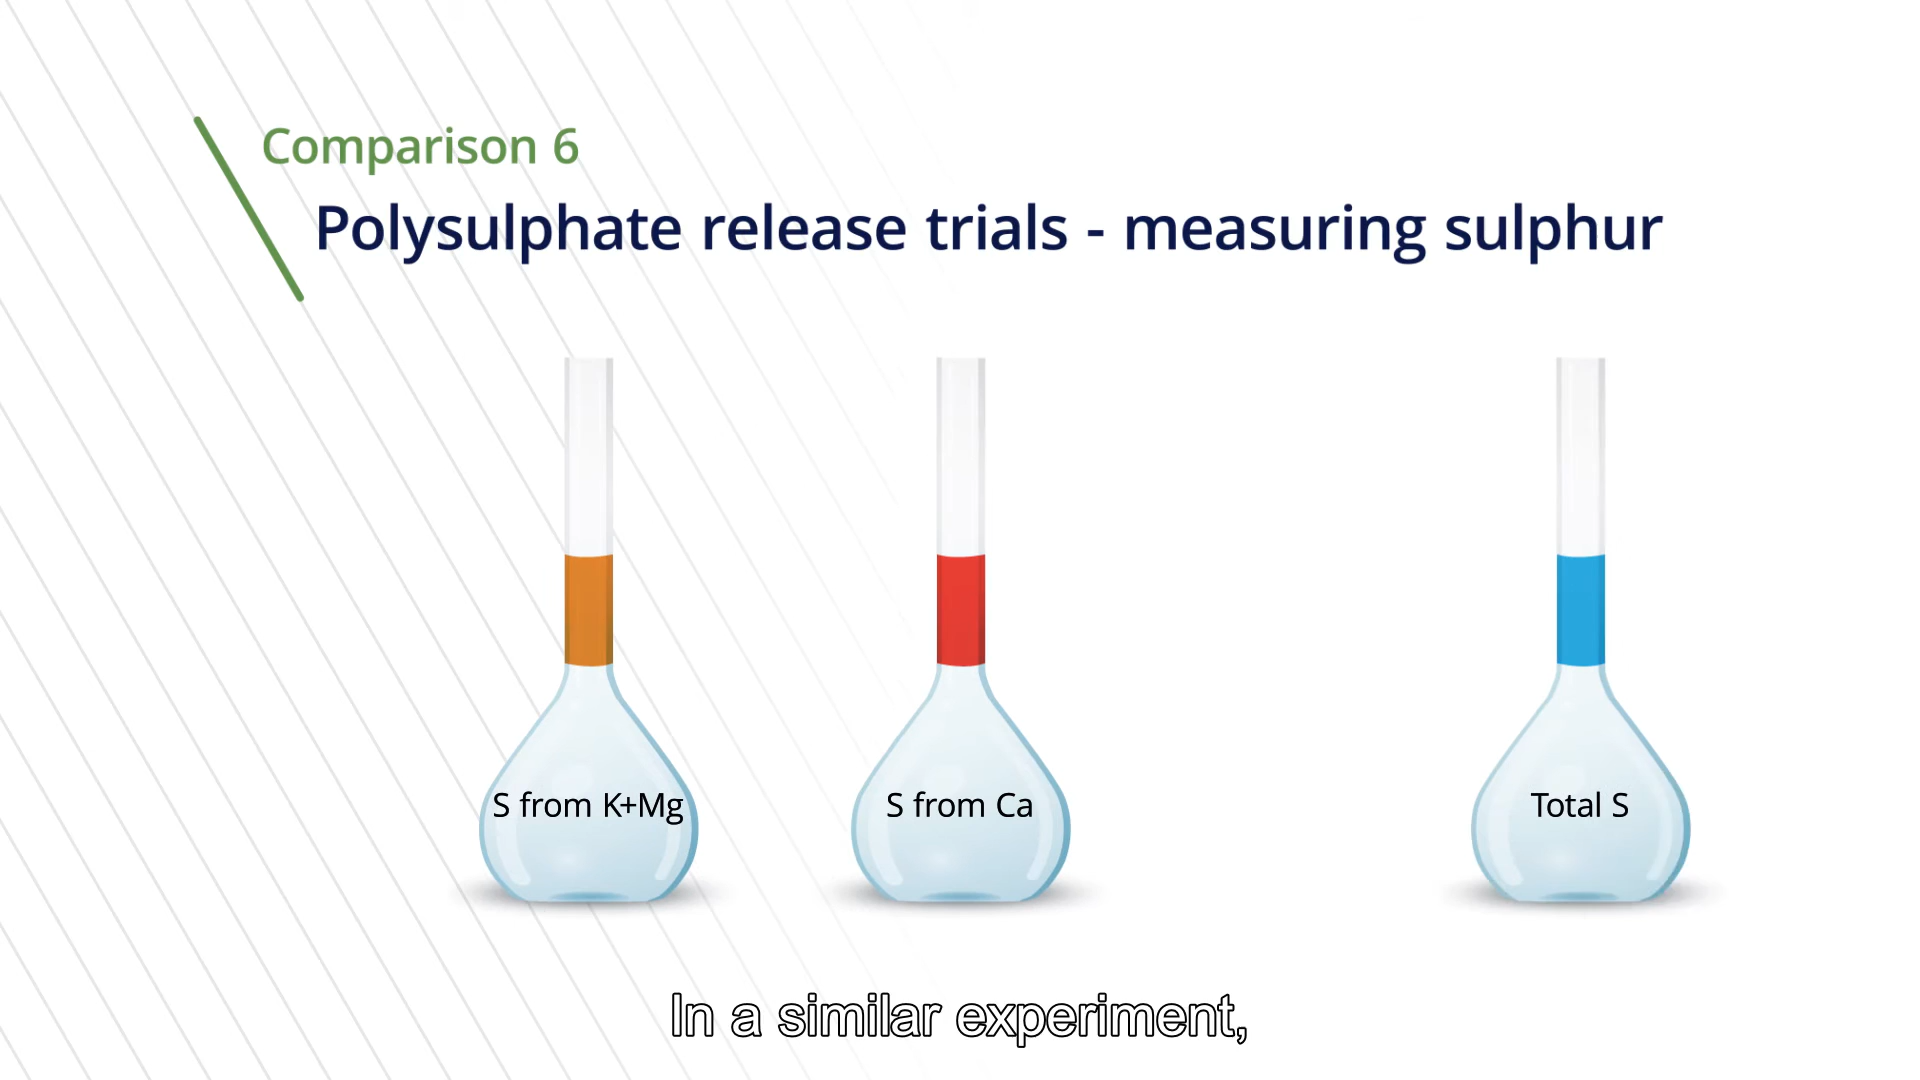 Comparison 6
Polysulphate release trials - measuring sulphur
S from K+Mg
S from Ca
Total S
In a similar experiment,